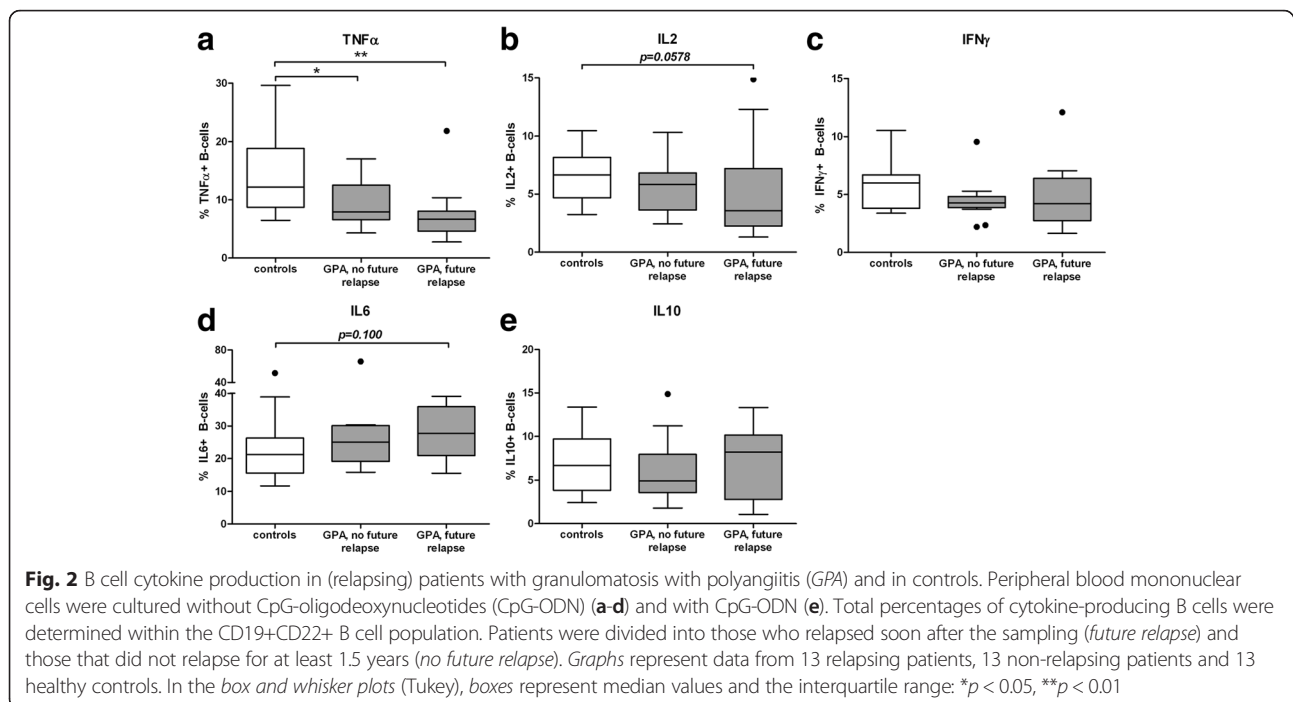 a
TNFα
**
*
% TNFα+ B-cells
30
20
10
0
controls
GPA, no future
relapse
GPA, future
relapse
b
IL2
p=0.0578
% IL2+ B-cells
15
10
5
0
controls
GPA, no future
relapse
GPA, future
relapse
c
IFNγ
% IFNγ+ B-cells
15
10
5
0
controls
GPA, no future
relapse
GPA, future
relapse
d
IL6
p=0.100
% IL6+ B-cells
80
40
40
30
20
10
0
controls
GPA, no future
relapse
GPA, future
relapse
e
IL10
% IL10+ B-cells
20
15
10
5
0
controls
GPA, no future
relapse
GPA, future
relapse
Fig. 2 B cell cytokine production in (relapsing) patients with granulomatosis with polyangiitis (GPA) and in controls. Peripheral blood mononuclear
cells were cultured without CpG-oligodeoxynucleotides (CpG-ODN) (a-d) and with CpG-ODN (e). Total percentages of cytokine-producing B cells were
determined within the CD19+CD22+ B cell population. Patients were divided into those who relapsed soon after the sampling (future relapse) and
those that did not relapse for at least 1.5 years (no future relapse). Graphs represent data from 13 relapsing patients, 13 non-relapsing patients and 13
healthy controls. In the box and whisker plots (Tukey), boxes represent median values and the interquartile range: *p < 0.05, **p < 0.01